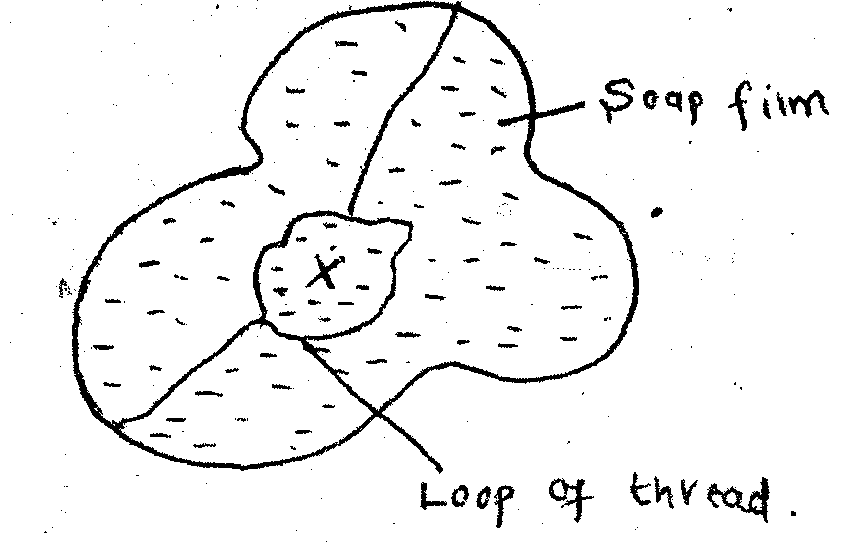 Soap film
X
Loop of thread.